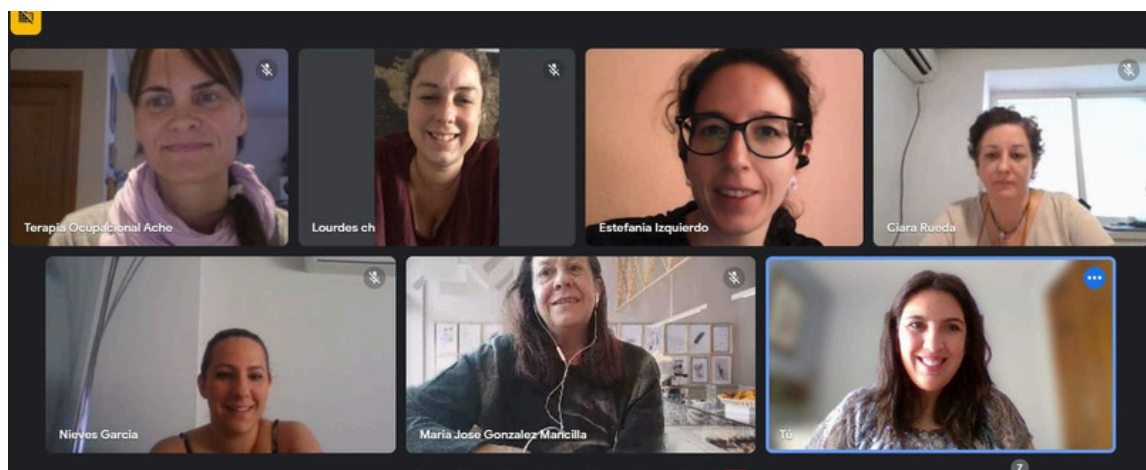 Terapia Ocupacional Ache
Lourdes ch
Estefania Izquierdo
Ciara Rueda
Nieves Garcia
Maria Jose Gonzalez Mancilla
Tú